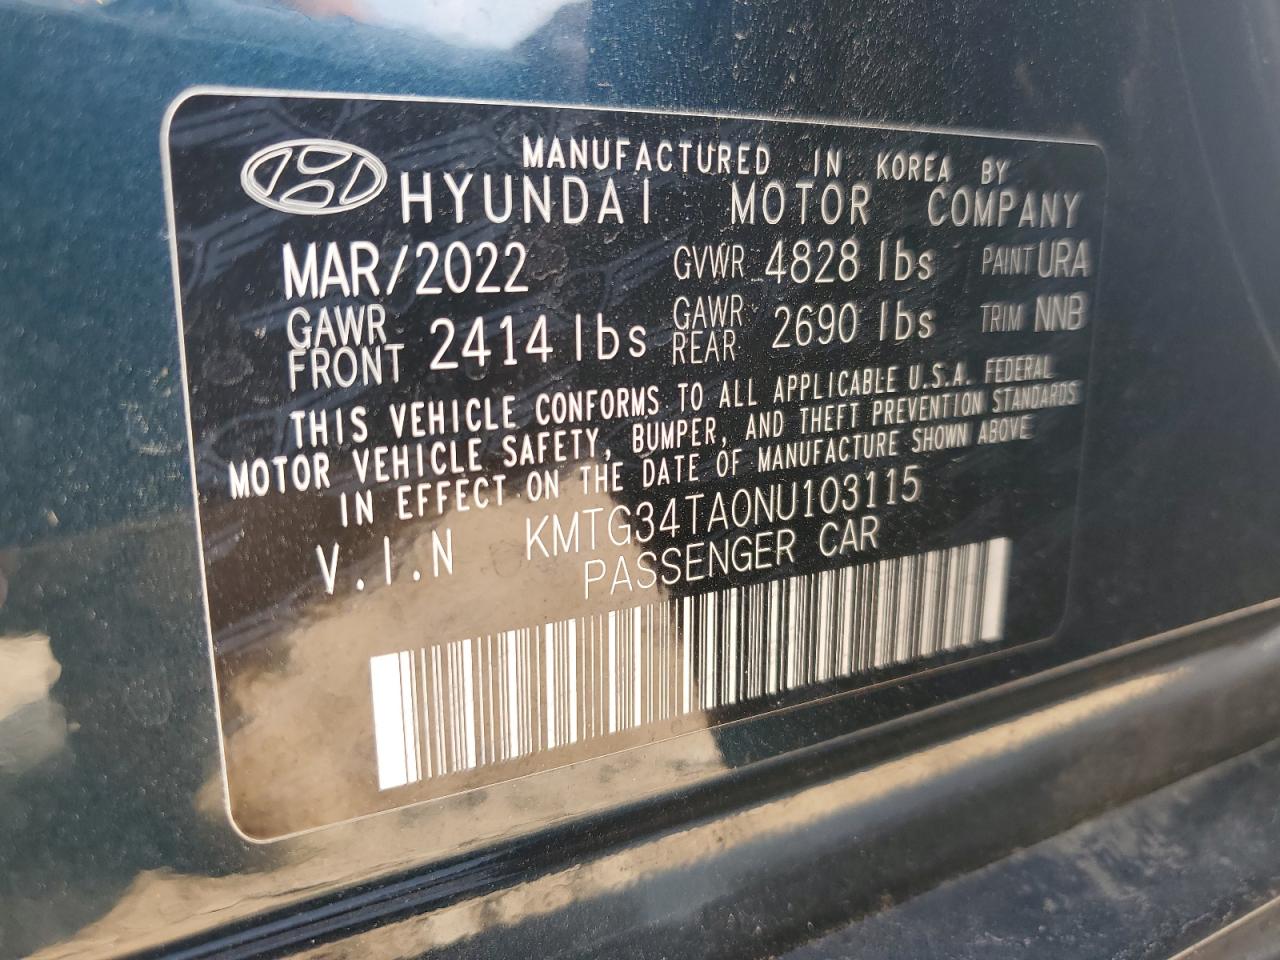 MANUFACTURED IN KOREA BY
HYUNDAI MOTOR COMPANY
MAR/2022 GVWR 4828 lbs PAINT URA
GAWR FRONT 2414 lbs GAWR REAR 2690 lbs TRIM NNB
THIS VEHICLE CONFORMS TO ALL APPLICABLE U.S.A. FEDERAL
MOTOR VEHICLE SAFETY, BUMPER, AND THEFT PREVENTION STANDARDS
IN EFFECT ON THE DATE OF MANUFACTURE SHOWN ABOVE
V.I.N KMTG34TA0NU103115
PASSENGER CAR